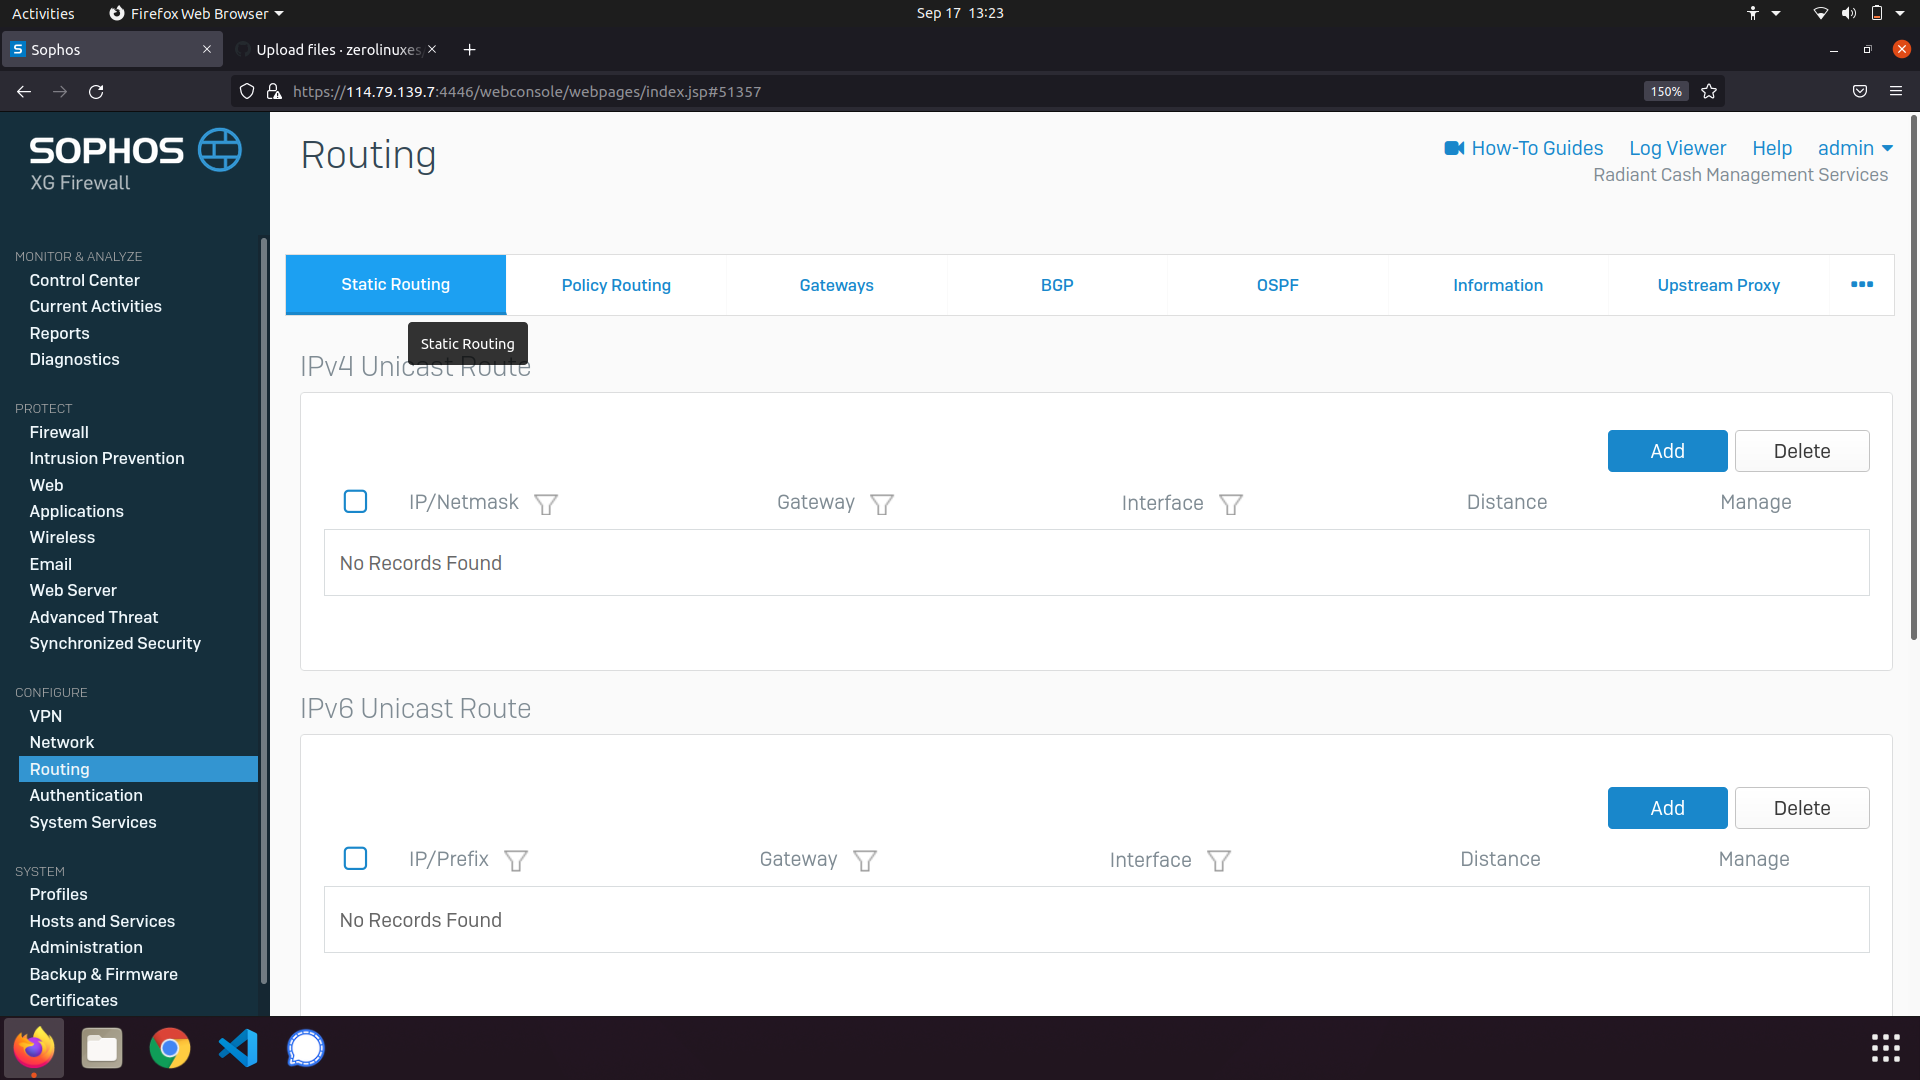 Activities
Firefox Web Browser
Sep 17 13:23
Sophos
Upload files · zerolinuxes
https://114.79.139.7:4446/webconsole/webpages/index.jsp#51357
150%
SOPHOS
XG Firewall
Routing
How-To Guides
Log Viewer
Help
admin
Radiant Cash Management Services
MONITOR & ANALYZE
Control Center
Current Activities
Reports
Diagnostics
PROTECT
Firewall
Intrusion Prevention
Web
Applications
Wireless
Email
Web Server
Advanced Threat
Synchronized Security
CONFIGURE
VPN
Network
Routing
Authentication
System Services
SYSTEM
Profiles
Hosts and Services
Administration
Backup & Firmware
Certificates
Static Routing
Policy Routing
Gateways
BGP
OSPF
Information
Upstream Proxy
Static Routing
IPv4 Unicast Route
Add
Delete
IP/Netmask
Gateway
Interface
Distance
Manage
No Records Found
IPv6 Unicast Route
Add
Delete
IP/Prefix
Gateway
Interface
Distance
Manage
No Records Found